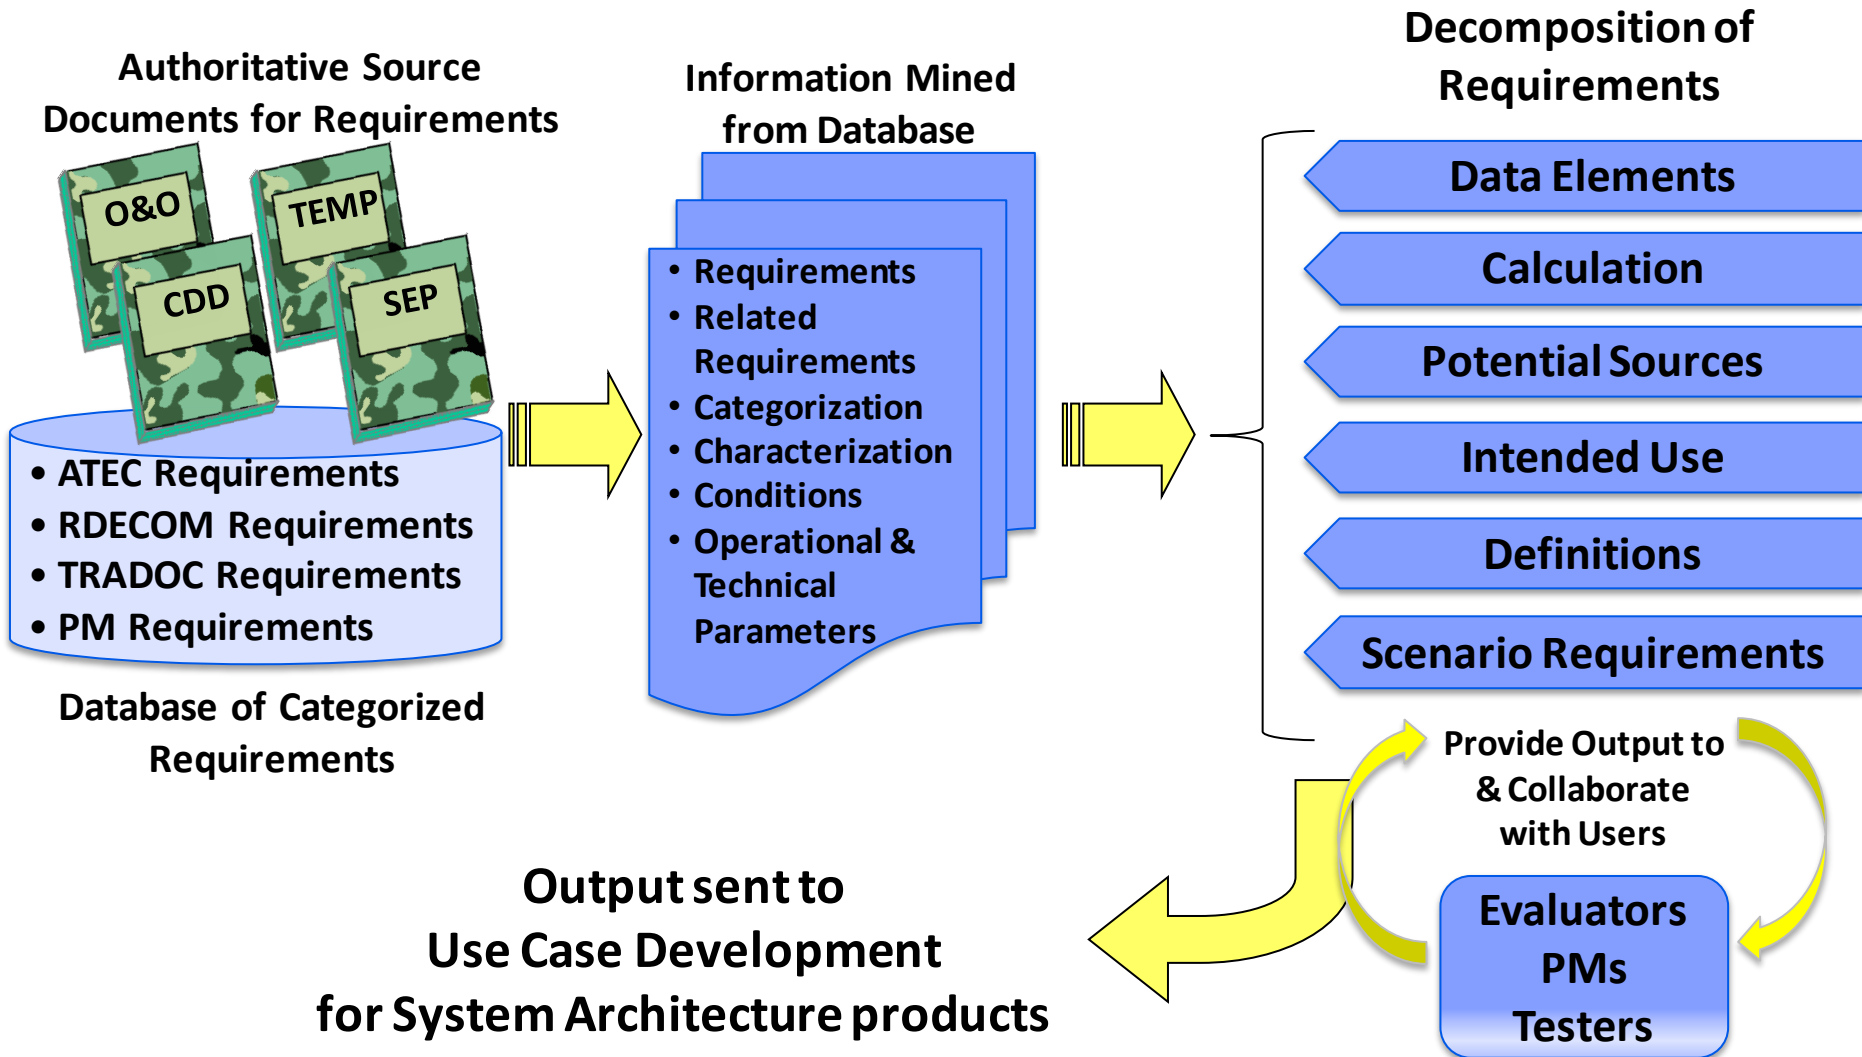 Authoritative Source
Documents for Requirements
O&O
TEMP
CDD
SEP
• ATEC Requirements
• RDECOM Requirements
• TRADOC Requirements
• PM Requirements
Database of Categorized
Requirements
Information Mined
from Database
• Requirements
• Related
Requirements
• Categorization
• Characterization
• Conditions
• Operational &
Technical
Parameters
Decomposition of
Requirements
Data Elements
Calculation
Potential Sources
Intended Use
Definitions
Scenario Requirements
Provide Output to
& Collaborate
with Users
Evaluators
PMs
Testers
Output sent to
Use Case Development
for System Architecture products